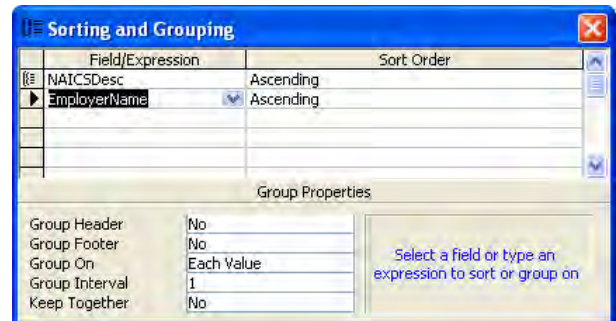 Sorting and Grouping
Field/Expression Sort Order
NAICSDesc Ascending
EmployerName Ascending
Group Properties
Group Header No
Group Footer No
Group On Each Value
Group Interval 1
Keep Together No
Select a field or type an
expression to sort or group on